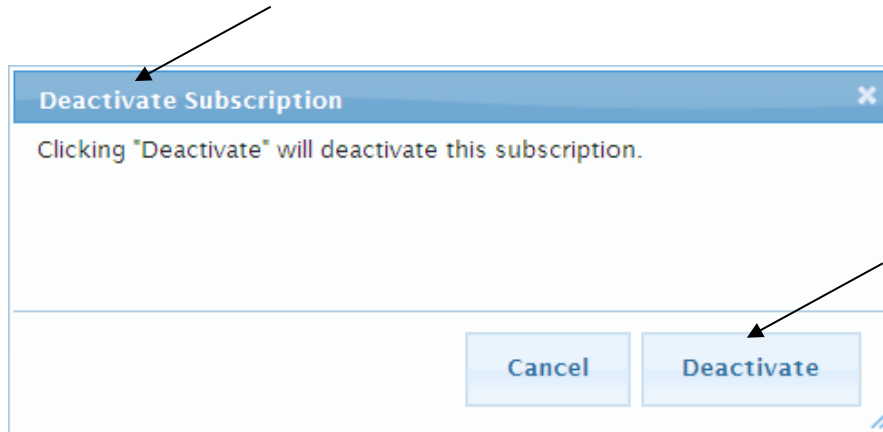 Deactivate Subscription
Clicking "Deactivate" will deactivate this subscription.
Cancel Deactivate